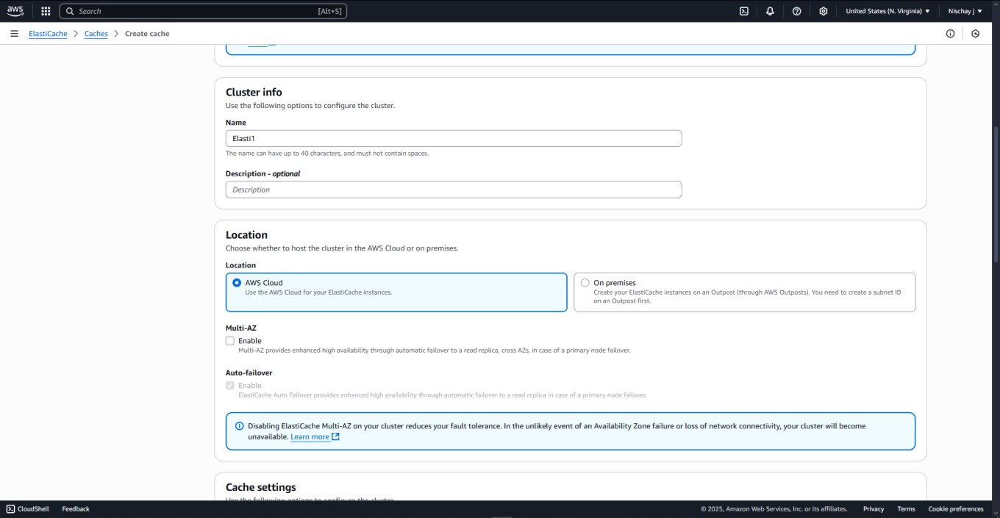 aws
Search
[Alt+S]
United States (N. Virginia)
Nischay j
ElastiCache
Caches
Create cache
Cluster info
Use the following options to configure the cluster.
Name
Elasti1
The name can have up to 40 characters, and must not contain spaces.
Description - optional
Description
Location
Choose whether to host the cluster in the AWS Cloud or on premises.
Location
AWS Cloud
Use the AWS Cloud for your ElastiCache instances.
On premises
Create your ElastiCache instances on an Outpost (through AWS Outposts). You need to create a subnet ID
on an Outpost first.
Multi-AZ
Enable
Multi-AZ provides enhanced high availability through automatic failover to a read replica, cross AZs, in case of a primary node failover.
Auto-failover
Enable
ElastiCache Auto Failover provides enhanced high availability through automatic failover to a read replica in case of a primary node failover.
Disabling ElastiCache Multi-AZ on your cluster reduces your fault tolerance. In the unlikely event of an Availability Zone failure or loss of network connectivity, your cluster will become
unavailable. Learn more
Cache settings
Use the following options to configure the cluster.
CloudShell
Feedback
© 2025, Amazon Web Services, Inc. or its affiliates.
Privacy
Terms
Cookie preferences